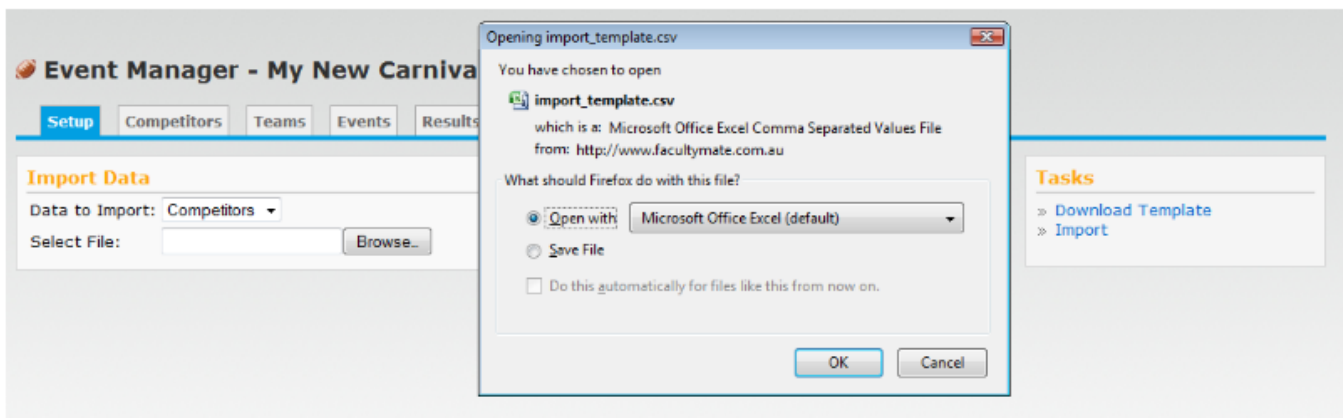 Event Manager - My New Carniva
Setup Competitors Teams Events Results
Import Data
Data to Import: Competitors
Select File: Browse..
Opening import_template.csv
You have chosen to open
import_template.csv
which is a: Microsoft Office Excel Comma Separated Values File
from: http://www.facultymate.com.au
What should Firefox do with this file?
Open with Microsoft Office Excel (default)
Save File
Do this automatically for files like this from now on.
OK Cancel
Tasks
» Download Template
» Import